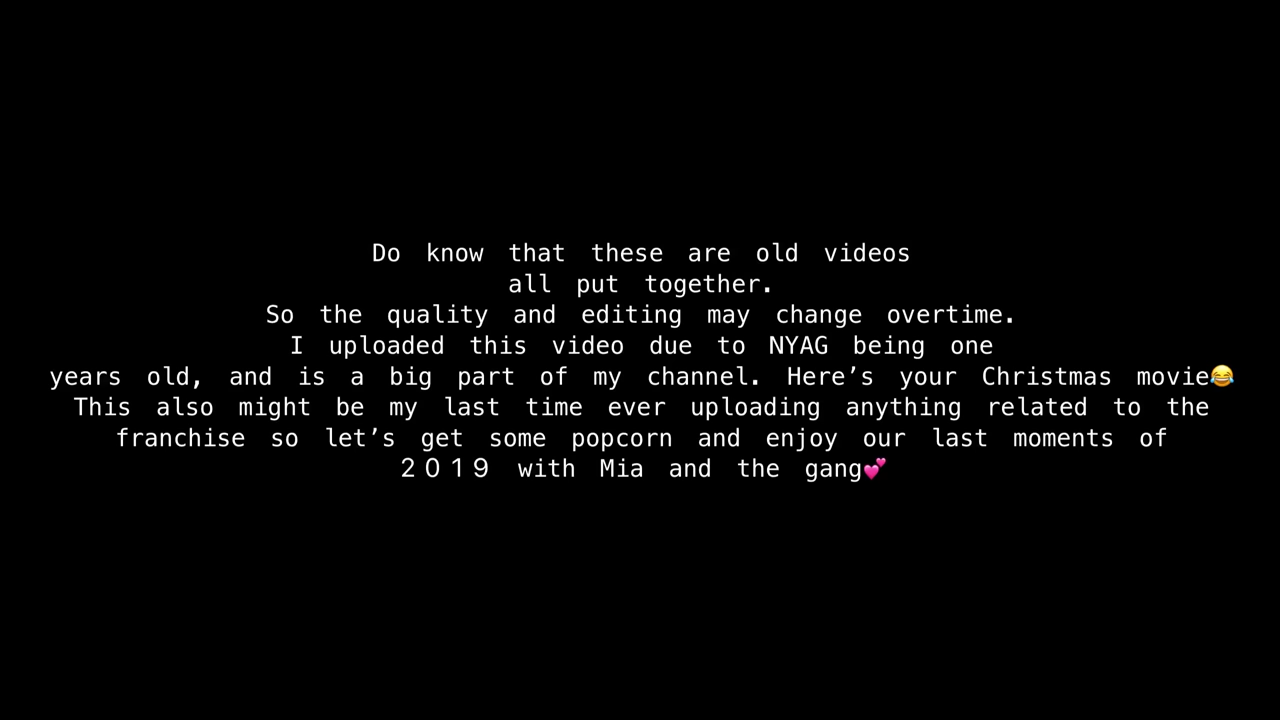 Do know that these are old videos
all put together.
So the quality and editing may change overtime.
I uploaded this video due to NYAG being one
years old, and is a big part of my channel. Here’s your Christmas movie😂
This also might be my last time ever uploading anything related to the
franchise so let’s get some popcorn and enjoy our last moments of
2019 with Mia and the gang💕